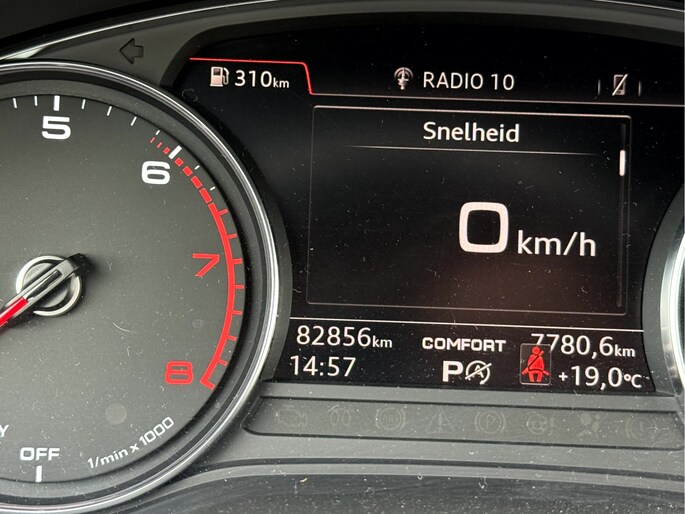 310km
RADIO 10
Snelheid
0 km/h
82856km
COMFORT
7780,6km
14:57
P
A
+19,0°C
5
6
7
8
1/min x 1000
OFF